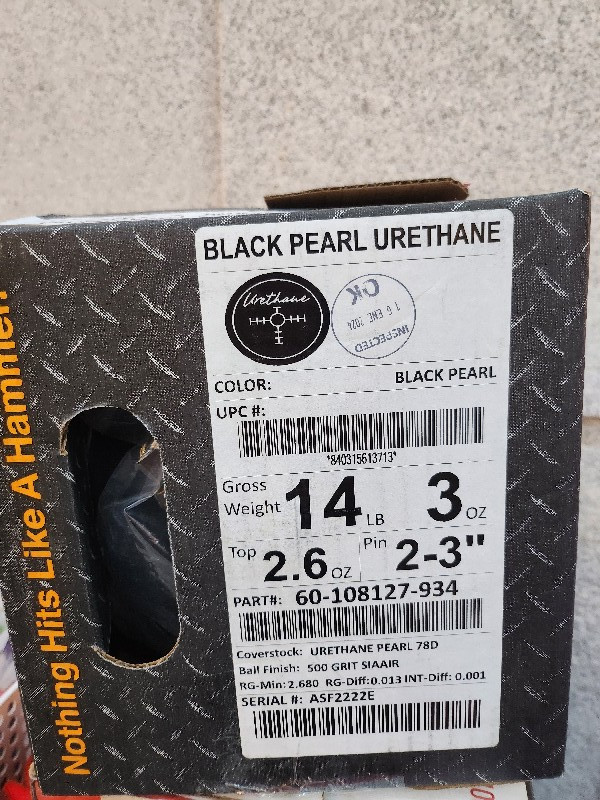 BLACK PEARL URETHANE
Urethane
OK
16 ENE 2024
INSPECTED
COLOR: BLACK PEARL
UPC #:
*840315613713*
Gross Weight 14 LB 3 OZ
Top 2.6 OZ Pin 2-3"
PART#: 60-108127-934
Coverstock: URETHANE PEARL 78D
Ball Finish: 500 GRIT SIAAIR
RG-Min: 2.680 RG-Diff: 0.013 INT-Diff: 0.001
SERIAL #: ASF2222E
Nothing Hits Like A Hammer